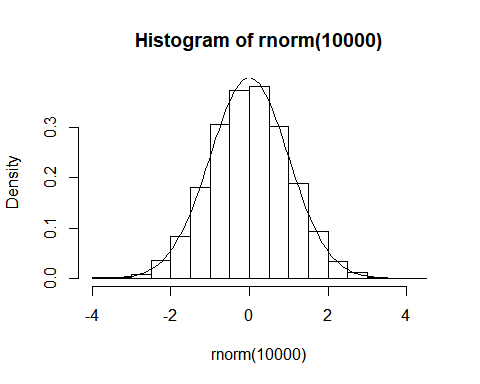 Histogram of rnorm(10000)
Density
0.3
0.2
0.1
0.0
-4 -2 0 2 4
rnorm(10000)